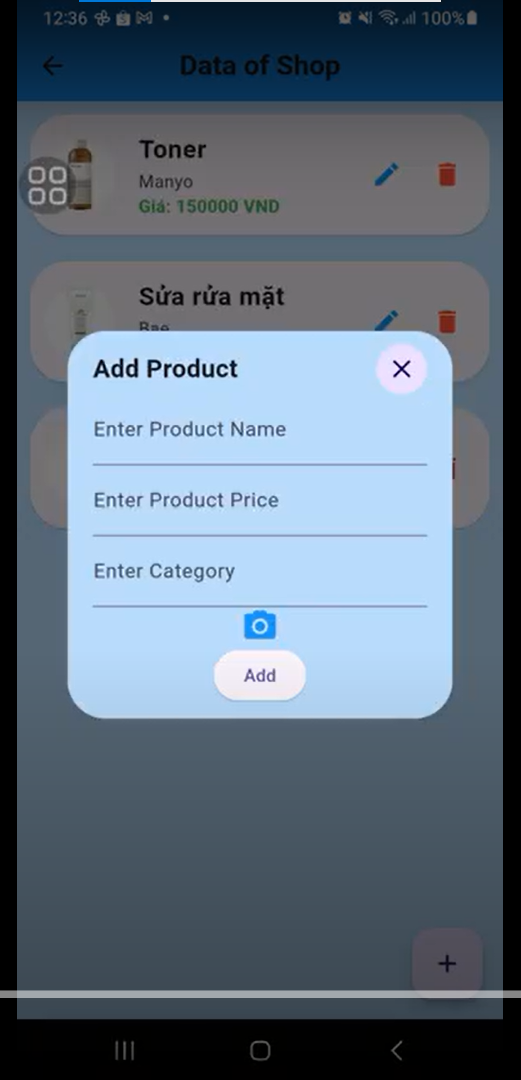 12:36
100%
Data of Shop
Toner
Manyo
Giá: 150000 VND
Sửa rửa mặt
Add Product
Enter Product Name
Enter Product Price
Enter Category
Add